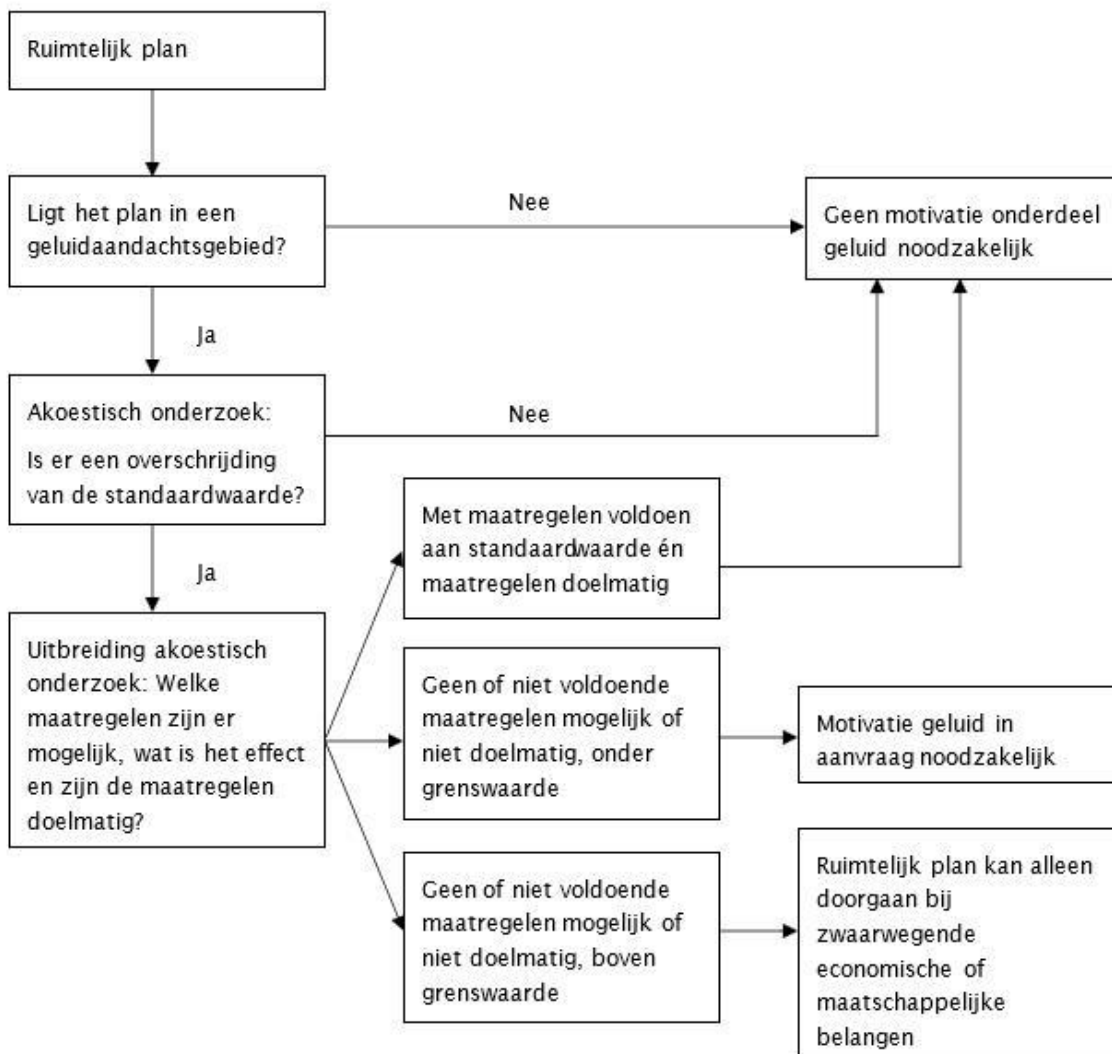 Ruimtelijk plan
Ligt het plan in een
geluidaandachtsgebied?
Nee
Geen motivatie onderdeel
geluid noodzakelijk
Ja
Akoestisch onderzoek:
Is er een overschrijding
van de standaardwaarde?
Nee
Ja
Met maatregelen voldoen
aan standaardwaarde én
maatregelen doelmatig
Uitbreiding akoestisch
onderzoek: Welke
maatregelen zijn er
mogelijk, wat is het effect
en zijn de maatregelen
doelmatig?
Geen of niet voldoende
maatregelen mogelijk of
niet doelmatig, onder
grenswaarde
Motivatie geluid in
aanvraag noodzakelijk
Geen of niet voldoende
maatregelen mogelijk of
niet doelmatig, boven
grenswaarde
Ruimtelijk plan kan alleen
doorgaan bij
zwaarwegende
economische of
maatschappelijke
belangen